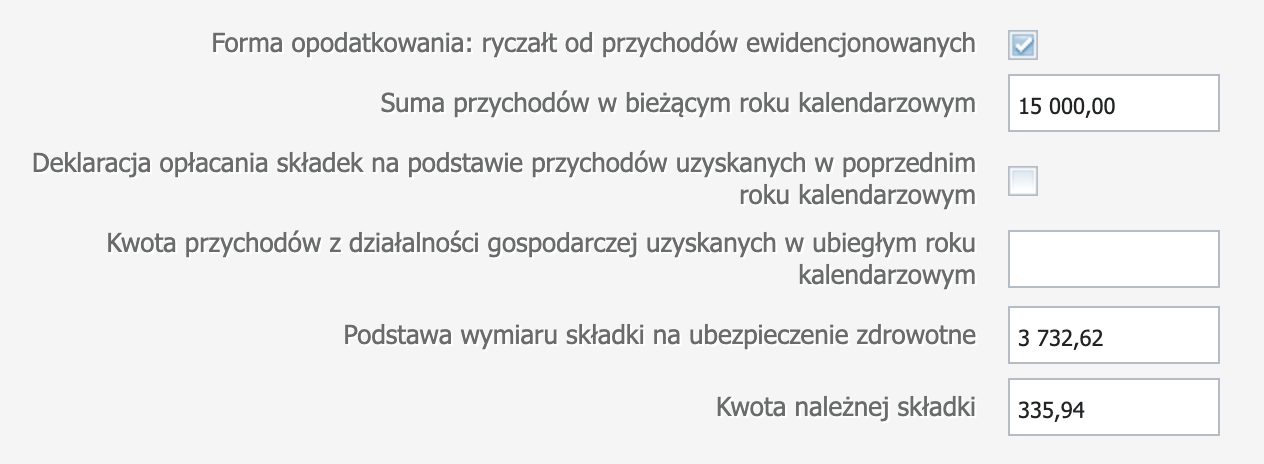 Forma opodatkowania: ryczałt od przychodów ewidencjonowanych
Suma przychodów w bieżącym roku kalendarzowym 15 000,00
Deklaracja opłacania składek na podstawie przychodów uzyskanych w poprzednim
roku kalendarzowym
Kwota przychodów z działalności gospodarczej uzyskanych w ubiegłym roku
kalendarzowym
Podstawa wymiaru składki na ubezpieczenie zdrowotne 3 732,62
Kwota należnej składki 335,94